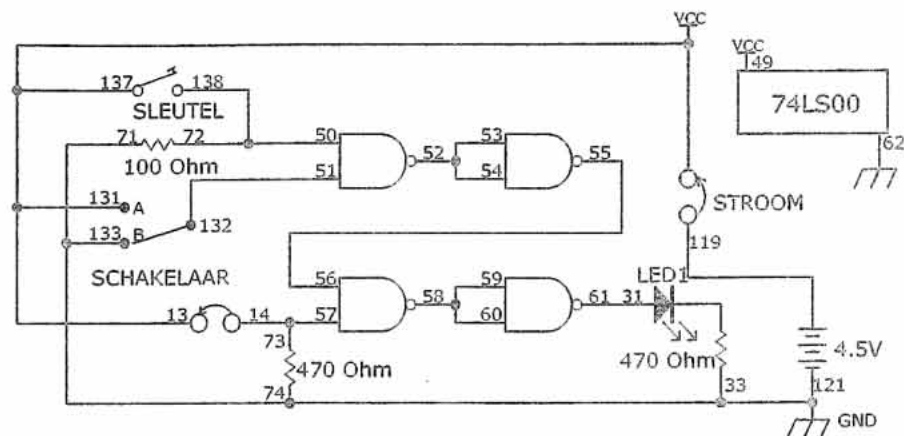 VCC
VCC
49
74LS00
62
137
138
SLEUTEL
71
72
100 Ohm
50
51
52
53
54
55
131
A
133
B
132
SCHAKELAAR
STROOM
119
56
57
58
59
60
61
31
LED1
13
14
73
470 Ohm
74
470 Ohm
33
4.5V
121
GND